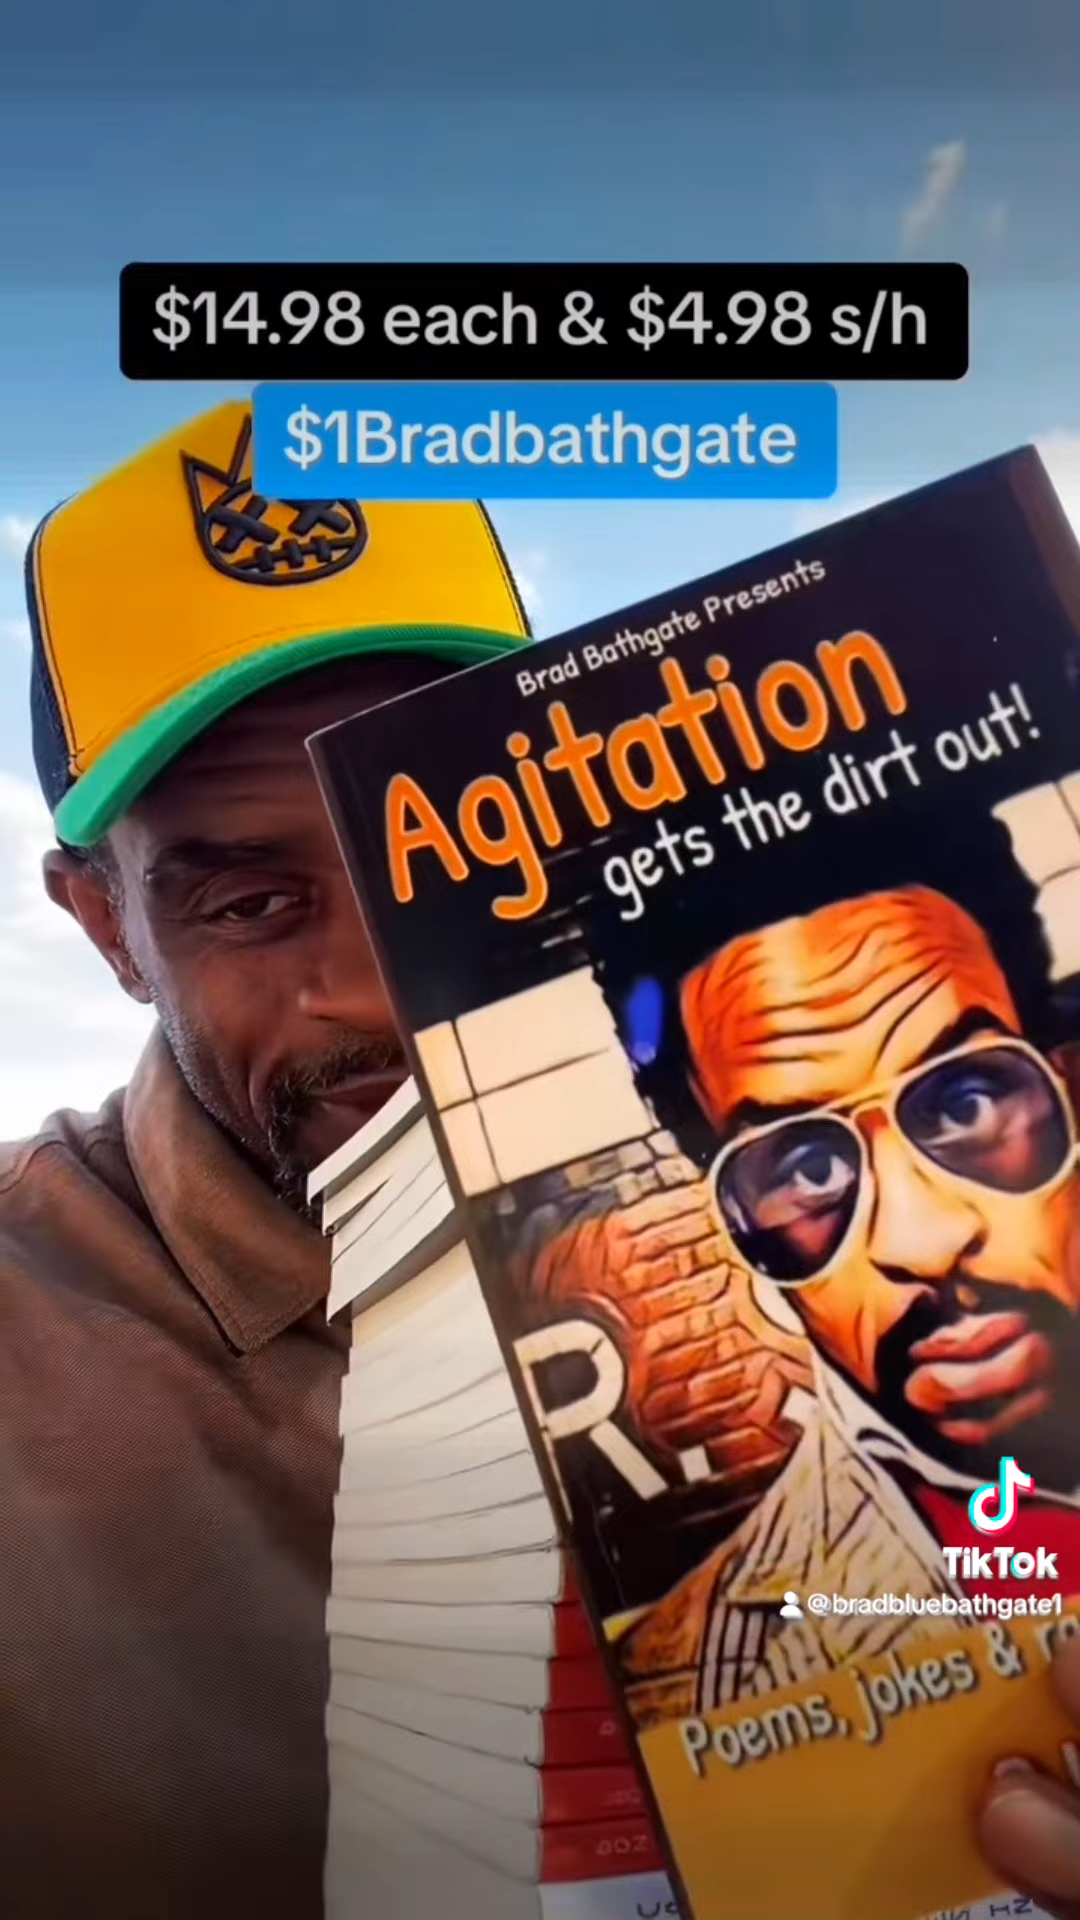 $14.98 each & $4.98 s/h
$1Bradbathgate
Brad Bathgate Presents
Agitation
gets the dirt out!
R.
TikTok
@bradbluebathgate1
Poems, jokes &